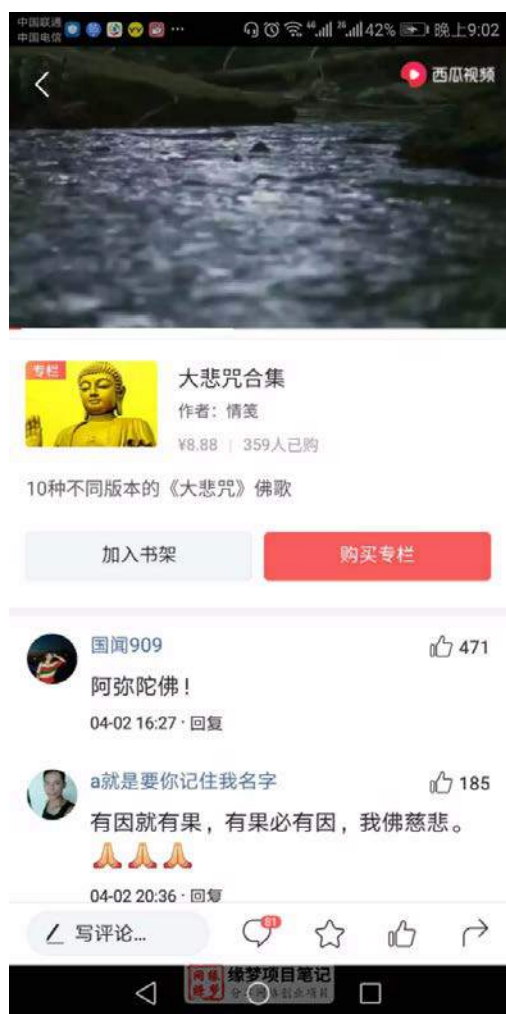 中国联通
中国电信
46 26 42% 晚上9:02
西瓜视频
专栏
大悲咒合集
作者：情笺
¥8.88 | 359人已购
10种不同版本的《大悲咒》佛歌
加入书架
购买专栏
国闻909
471
阿弥陀佛！
04-02 16:27 · 回复
a就是要你记住我名字
185
有因就有果，有果必有因，我佛慈悲。
🙏🙏🙏
04-02 20:36 · 回复
写评论...
81
缘梦项目笔记